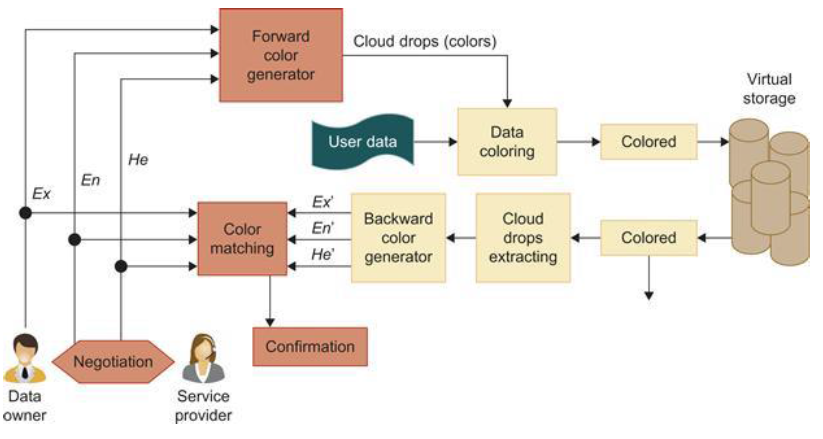 Forward
color
generator
Cloud drops (colors)
Virtual
storage
User data
Data
coloring
Colored
Ex
En
He
Color
matching
Ex'
En'
He'
Backward
color
generator
Cloud
drops
extracting
Colored
Negotiation
Confirmation
Data
owner
Service
provider